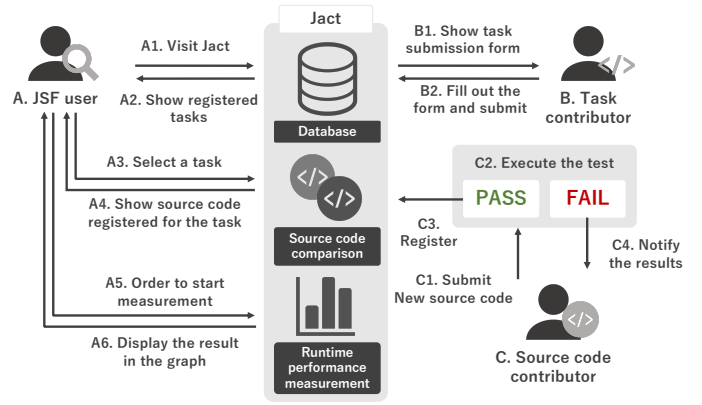 Jact
A1. Visit Jact
A2. Show registered
tasks
A. JSF user
A3. Select a task
A4. Show source code
registered for the task
A5. Order to start
measurement
A6. Display the result
in the graph
Database
</>
</>
Source code
comparison
Runtime
performance
measurement
B1. Show task
submission form
B2. Fill out the
form and submit
</>
B. Task
contributor
C2. Execute the test
PASS
FAIL
C3.
Register
C4. Notify
the results
C1. Submit
New source code
</>
C. Source code
contributor